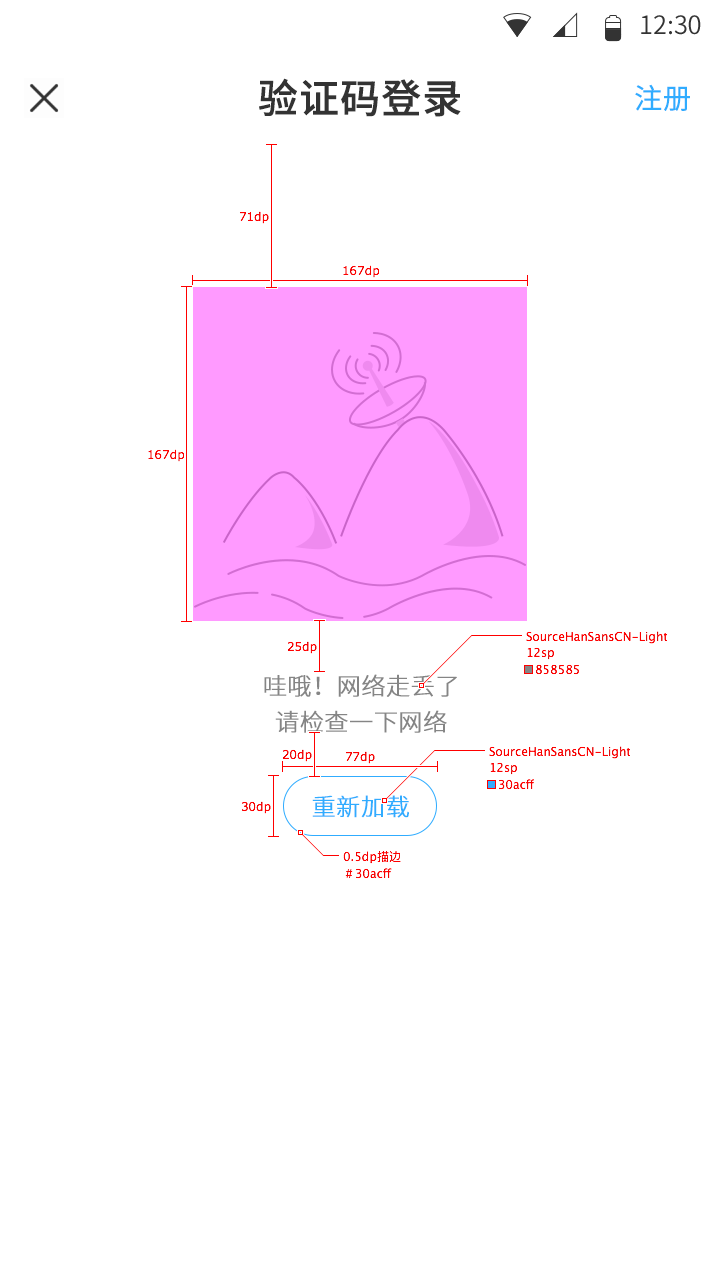 12:30
验证码登录
注册
71dp
167dp
167dp
25dp
SourceHanSansCN-Light
12sp
858585
哇哦！网络走丢了
请检查一下网络
20dp
77dp
SourceHanSansCN-Light
12sp
30acff
30dp
重新加载
0.5dp描边
# 30acff